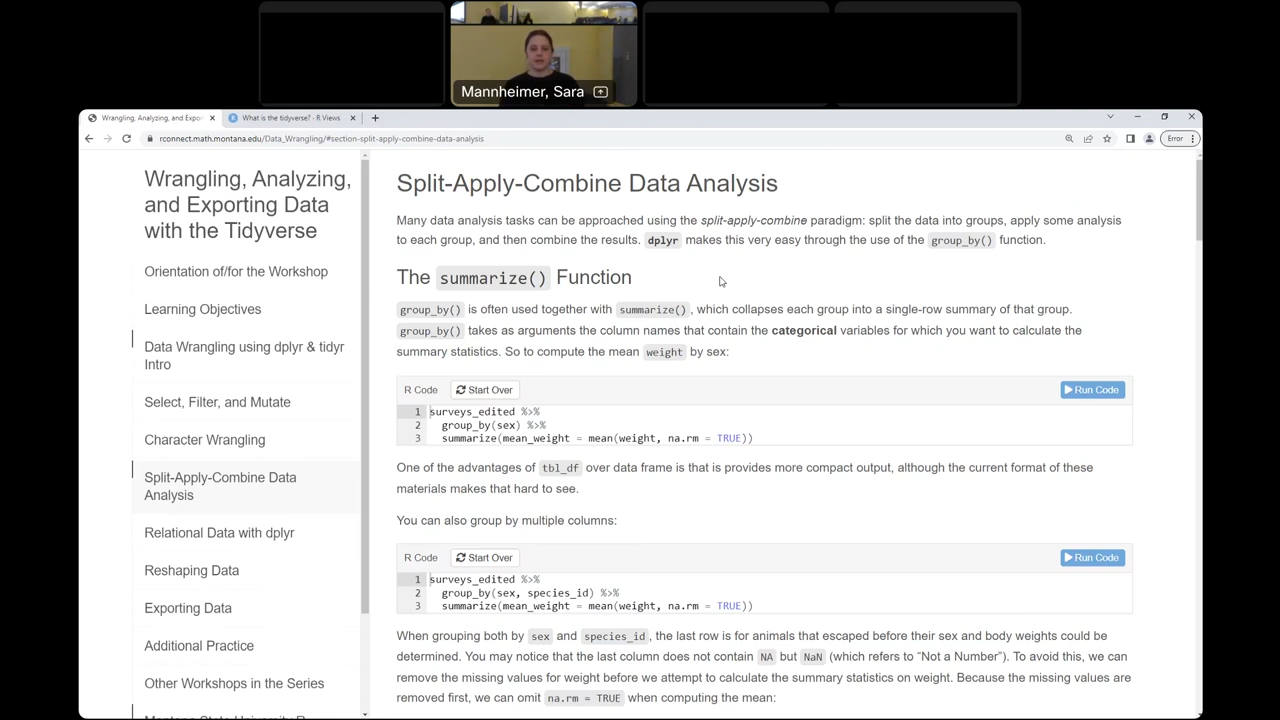 Mannheimer, Sara
Wrangling, Analyzing, and Expor
What is the tidyverse? - R Views
rconnect.math.montana.edu/Data_Wrangling/#section-split-apply-combine-data-analysis
Error
Wrangling, Analyzing,
and Exporting Data
with the Tidyverse
Orientation of/for the Workshop
Learning Objectives
Data Wrangling using dplyr & tidyr
Intro
Select, Filter, and Mutate
Character Wrangling
Split-Apply-Combine Data
Analysis
Relational Data with dplyr
Reshaping Data
Exporting Data
Additional Practice
Other Workshops in the Series
Montana State University R
Split-Apply-Combine Data Analysis
Many data analysis tasks can be approached using the split-apply-combine paradigm: split the data into groups, apply some analysis
to each group, and then combine the results. dplyr makes this very easy through the use of the group_by() function.
The summarize() Function
group_by() is often used together with summarize(), which collapses each group into a single-row summary of that group.
group_by() takes as arguments the column names that contain the categorical variables for which you want to calculate the
summary statistics. So to compute the mean weight by sex:
R Code Start Over Run Code
1 surveys_edited %>%
2 group_by(sex) %>%
3 summarize(mean_weight = mean(weight, na.rm = TRUE))
One of the advantages of tbl_df over data frame is that is provides more compact output, although the current format of these
materials makes that hard to see.
You can also group by multiple columns:
R Code Start Over Run Code
1 surveys_edited %>%
2 group_by(sex, species_id) %>%
3 summarize(mean_weight = mean(weight, na.rm = TRUE))
When grouping both by sex and species_id, the last row is for animals that escaped before their sex and body weights could be
determined. You may notice that the last column does not contain NA but NaN (which refers to “Not a Number”). To avoid this, we can
remove the missing values for weight before we attempt to calculate the summary statistics on weight. Because the missing values are
removed first, we can omit na.rm = TRUE when computing the mean: